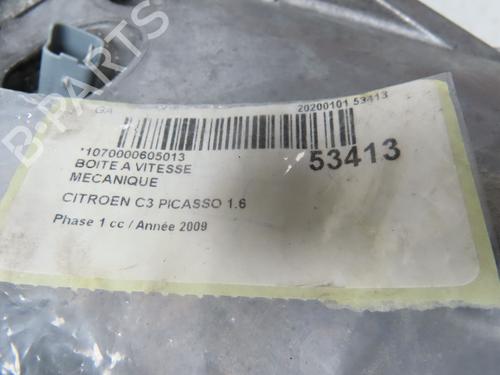 20200101 53413
*1070000605013
53413
BOITE A VITESSE
MECANIQUE
CITROEN C3 PICASSO 1.6
Phase 1 cc / Année 2009
B-PARTS